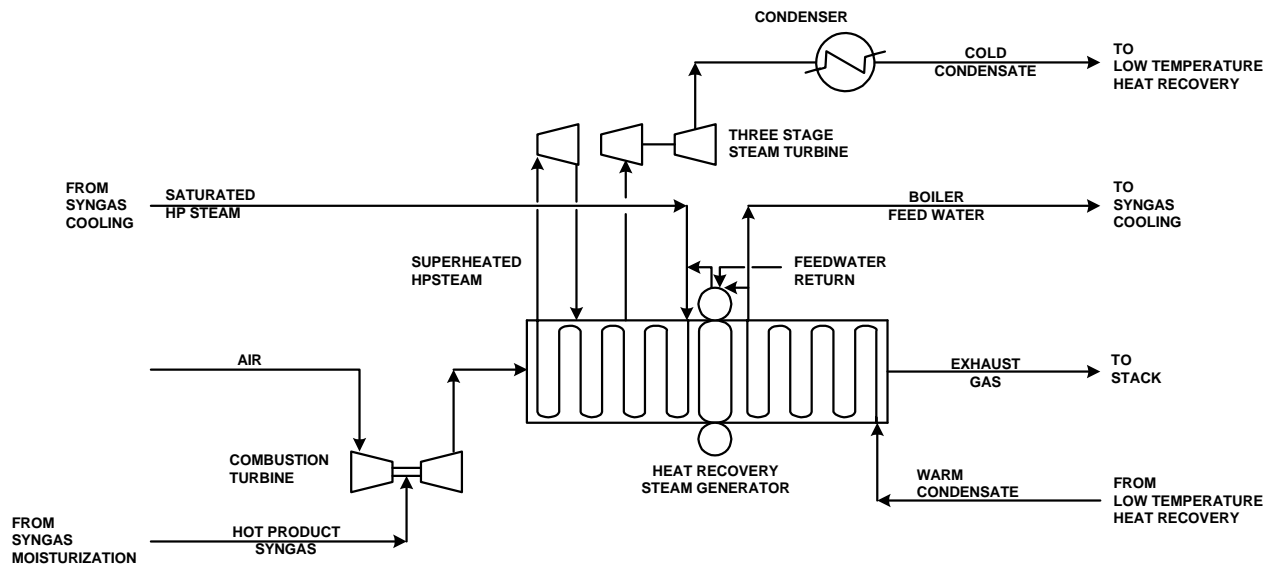 CONDENSER
COLD
CONDENSATE
TO
LOW TEMPERATURE
HEAT RECOVERY
THREE STAGE
STEAM TURBINE
FROM
SYNGAS
COOLING
SATURATED
HP STEAM
BOILER
FEED WATER
TO
SYNGAS
COOLING
SUPERHEATED
HPSTEAM
FEEDWATER
RETURN
AIR
EXHAUST
GAS
TO
STACK
COMBUSTION
TURBINE
HEAT RECOVERY
STEAM GENERATOR
WARM
CONDENSATE
FROM
LOW TEMPERATURE
HEAT RECOVERY
FROM
SYNGAS
MOISTURIZATION
HOT PRODUCT
SYNGAS